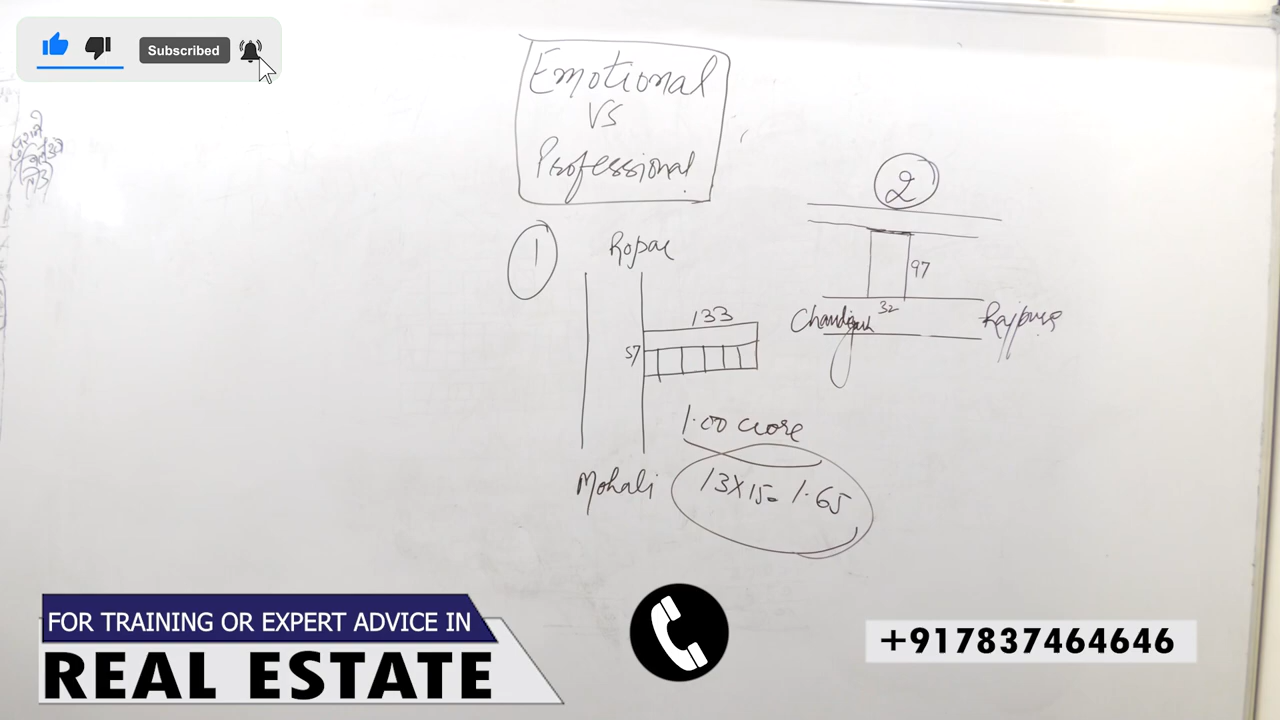 Subscribed
Emotional
VS
Professional
2
1
Ropar
97
133
32
Chandigarh
Rajpura
57
1.00 crore
Mohali
13X15= 1.65
FOR TRAINING OR EXPERT ADVICE IN
REAL ESTATE
+917837464646